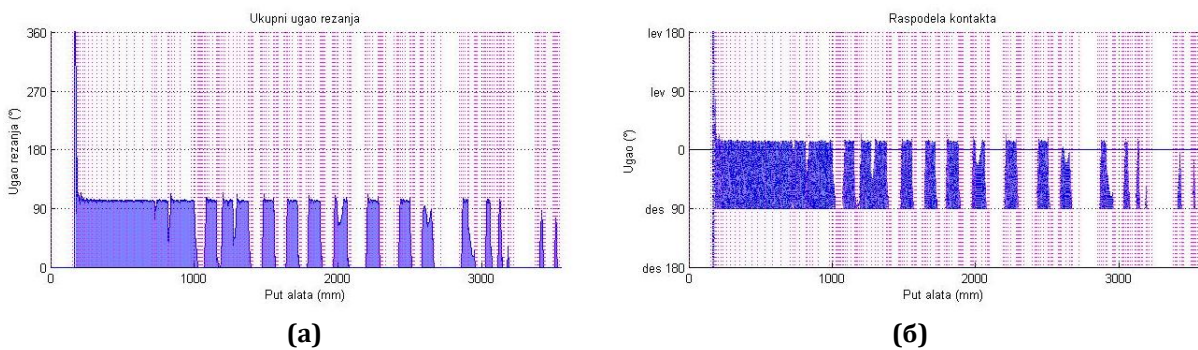 Ukupni ugao rezanja
Ugao rezanja (°)
360
270
180
90
0
0
1000
2000
3000
Put alata (mm)
(а)
Raspodela kontakta
Ugao (°)
lev 180
lev 90
0
des 90
des 180
0
1000
2000
3000
Put alata (mm)
(б)